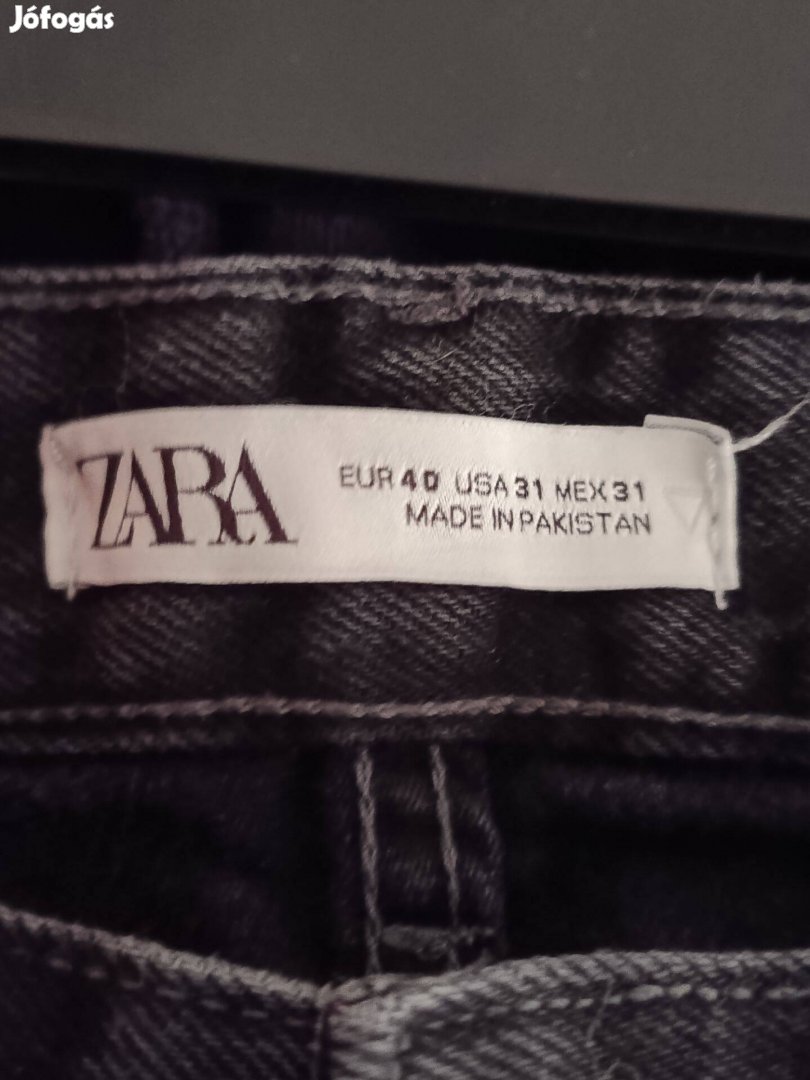 Jófogás
ZARA
EUR 40 USA 31 MEX 31
MADE IN PAKISTAN